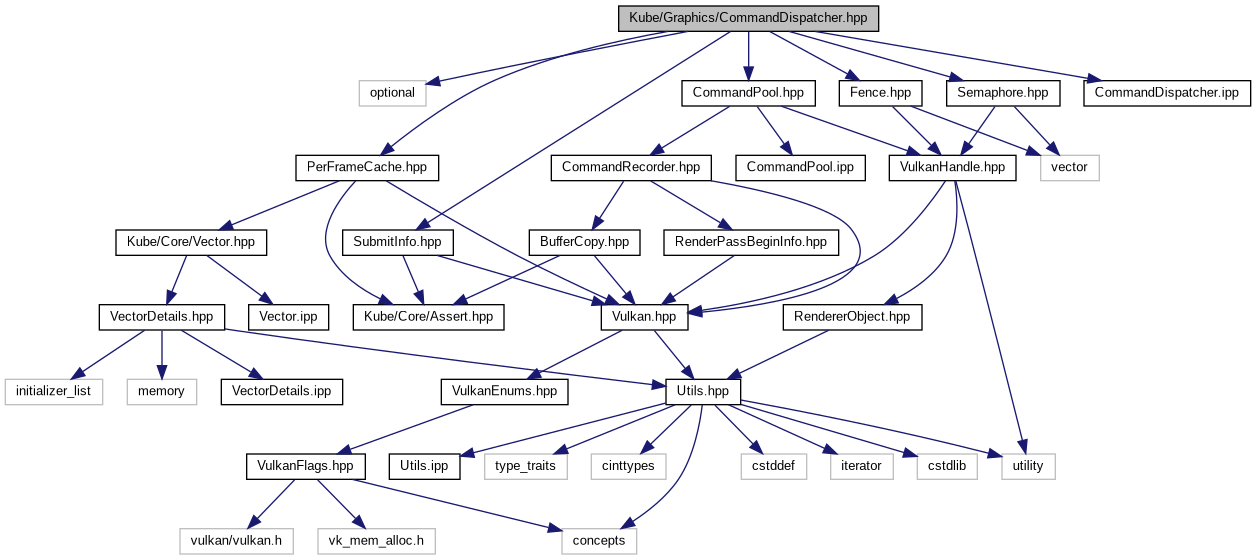 Kube/Graphics/CommandDispatcher.hpp
optional
CommandPool.hpp
Fence.hpp
Semaphore.hpp
CommandDispatcher.ipp
PerFrameCache.hpp
CommandRecorder.hpp
CommandPool.ipp
VulkanHandle.hpp
vector
Kube/Core/Vector.hpp
SubmitInfo.hpp
BufferCopy.hpp
RenderPassBeginInfo.hpp
VectorDetails.hpp
Vector.ipp
Kube/Core/Assert.hpp
Vulkan.hpp
RendererObject.hpp
initializer_list
memory
VectorDetails.ipp
VulkanEnums.hpp
Utils.hpp
VulkanFlags.hpp
Utils.ipp
type_traits
cinttypes
cstddef
iterator
cstdlib
utility
vulkan/vulkan.h
vk_mem_alloc.h
concepts